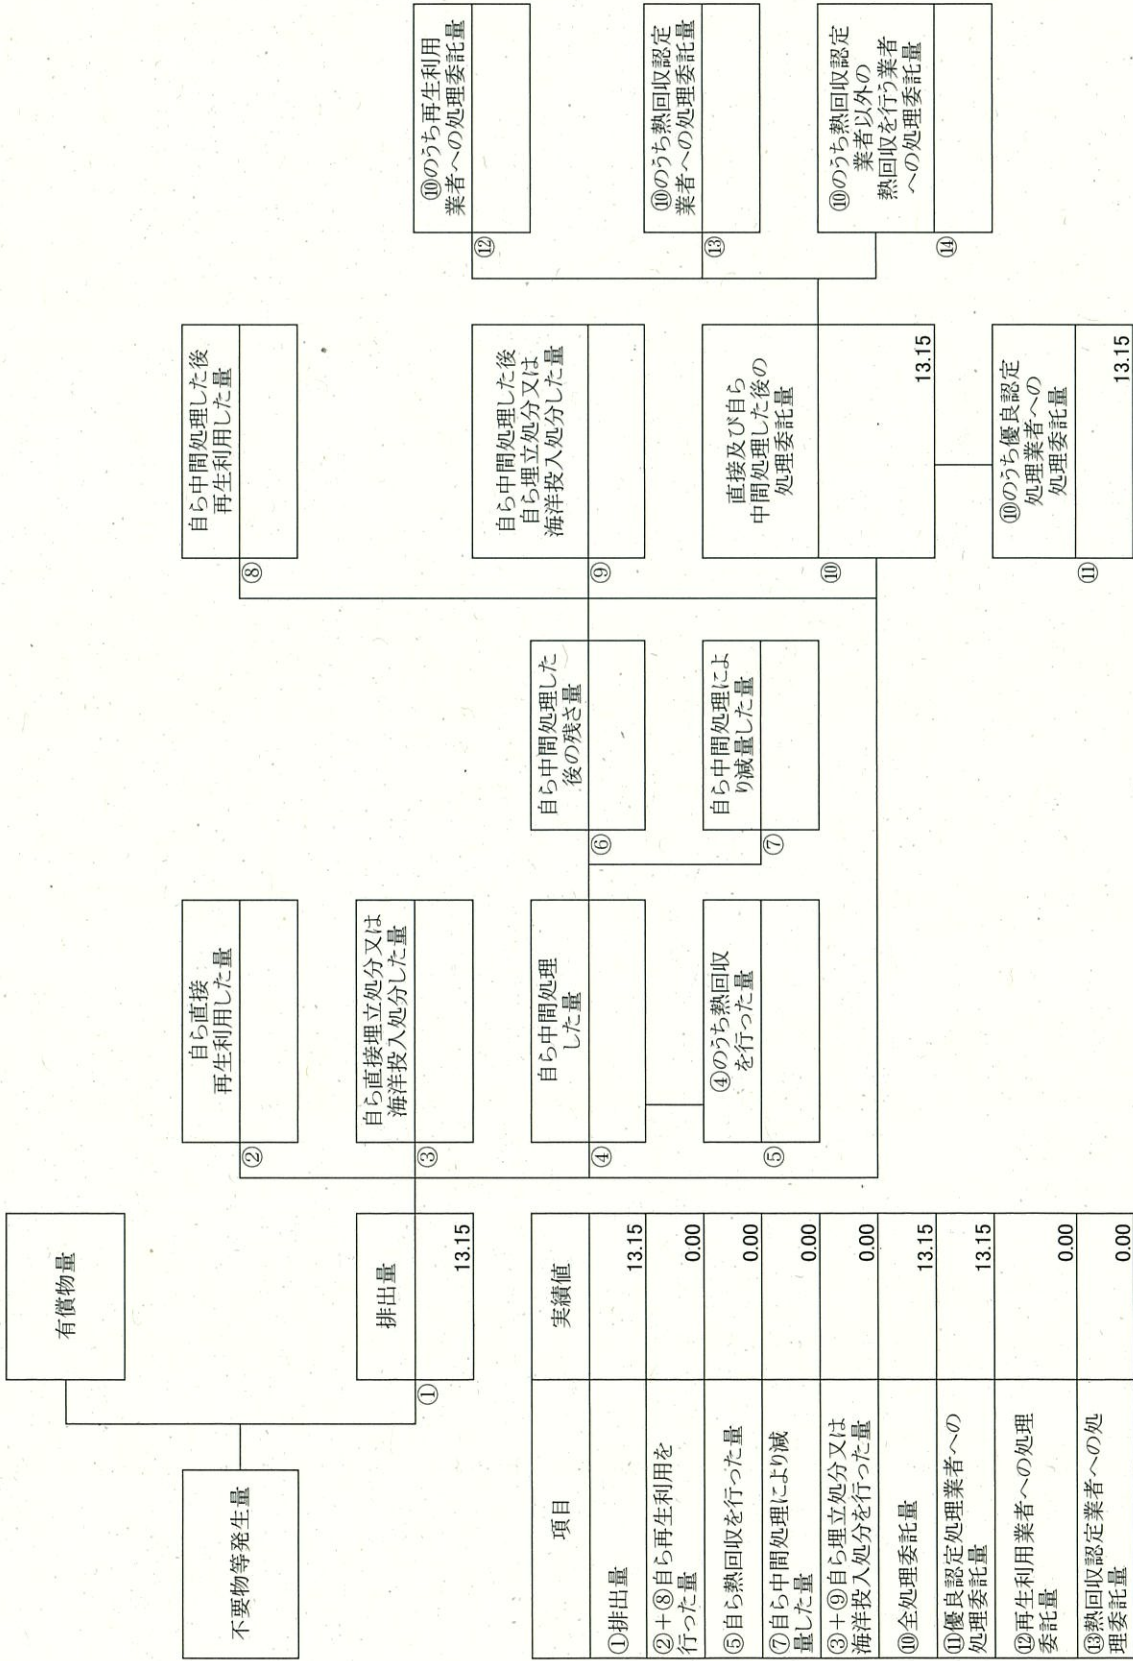 不要物等発生量
有償物量
排出量
①
13.15
自ら直接
再生利用した量
②
自ら直接埋立処分又は
海洋投入処分した量
③
自ら中間処理
した量
④
④のうち熱回収
を行った量
⑤
自ら中間処理した
後の残さ量
⑥
自ら中間処理によ
り減量した量
⑦
自ら中間処理した後
再生利用した量
⑧
自ら中間処理した後
自ら埋立処分又は
海洋投入処分した量
⑨
直接及び自ら
中間処理した後の
処理委託量
⑩
13.15
⑩のうち優良認定
処理業者への
処理委託量
⑪
13.15
⑩のうち再生利用
業者への処理委託量
⑫
⑩のうち熱回収認定
業者への処理委託量
⑬
⑩のうち熱回収認定
業者以外の
熱回収を行う業者
への処理委託量
⑭
項目 実績値
①排出量 13.15
②+⑧自ら再生利用を
行った量 0.00
⑤自ら熱回収を行った量 0.00
⑦自ら中間処理により減
量した量 0.00
③+⑨自ら埋立処分又は
海洋投入処分を行った量 0.00
⑩全処理委託量 13.15
⑪優良認定処理業者への
処理委託量 13.15
⑫再生利用業者への処理
委託量 0.00
⑬熱回収認定業者への処
理委託量 0.00